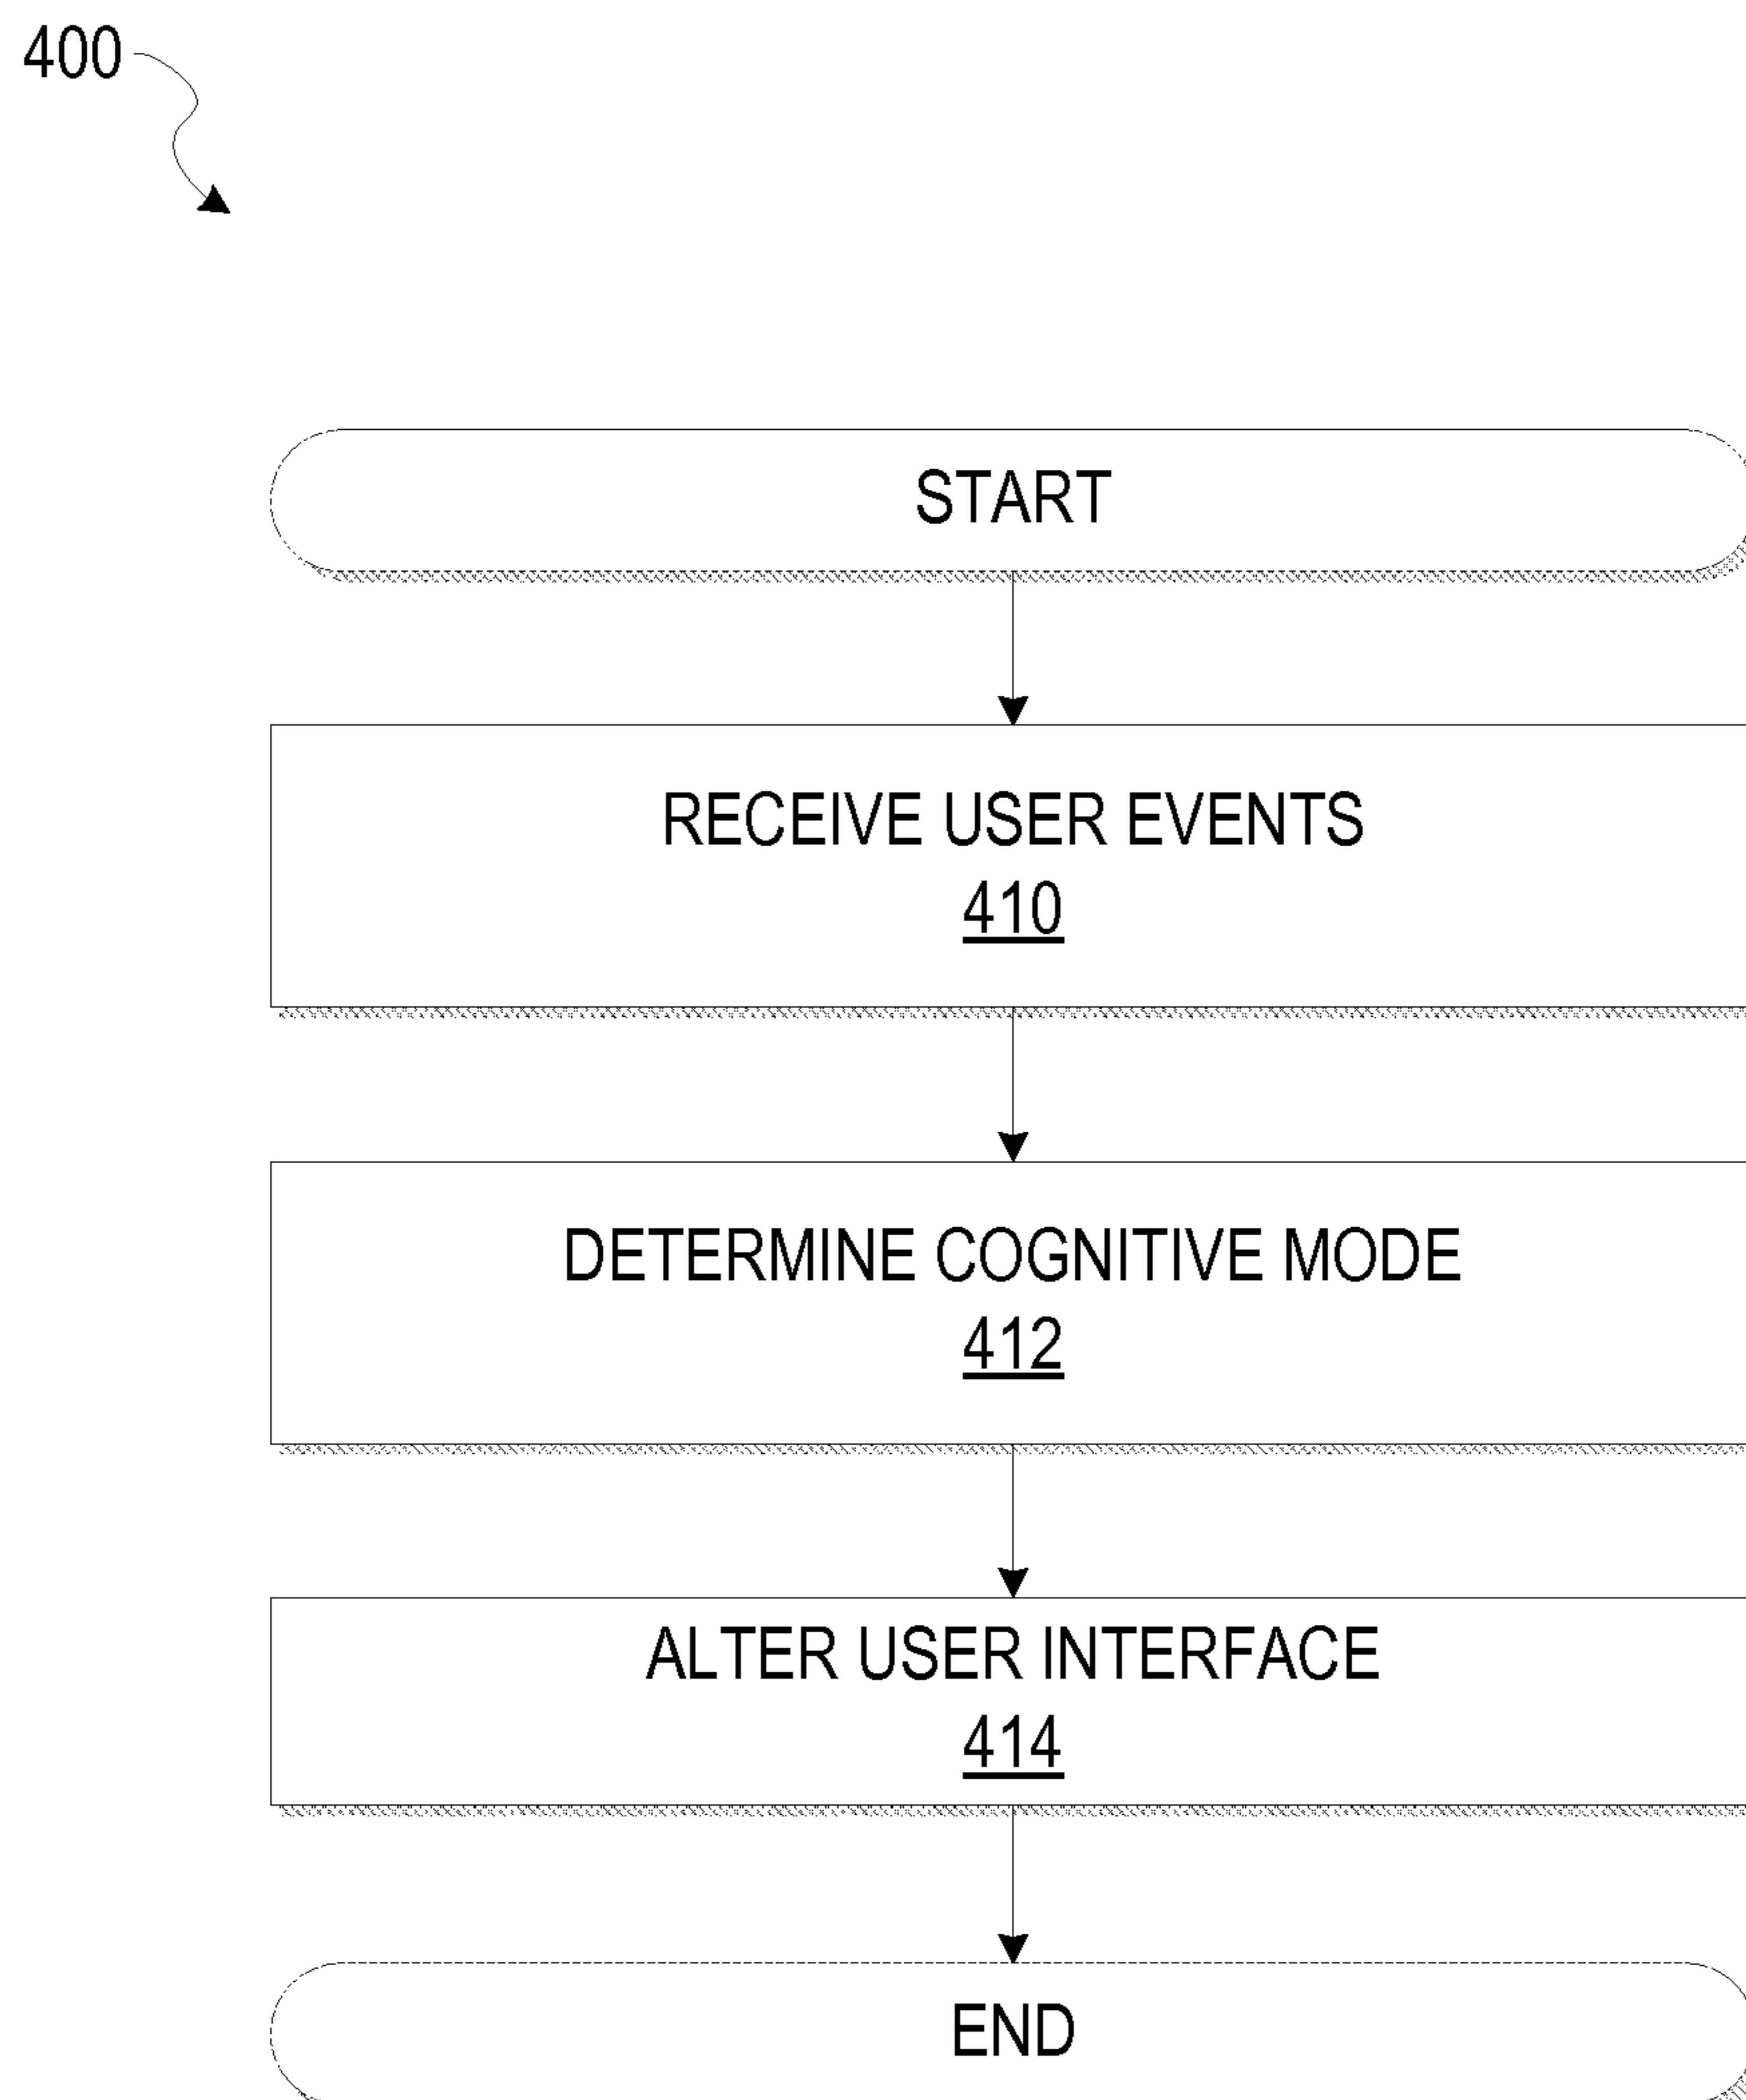 400
START
RECEIVE USER EVENTS
410
DETERMINE COGNITIVE MODE
412
ALTER USER INTERFACE
414
END